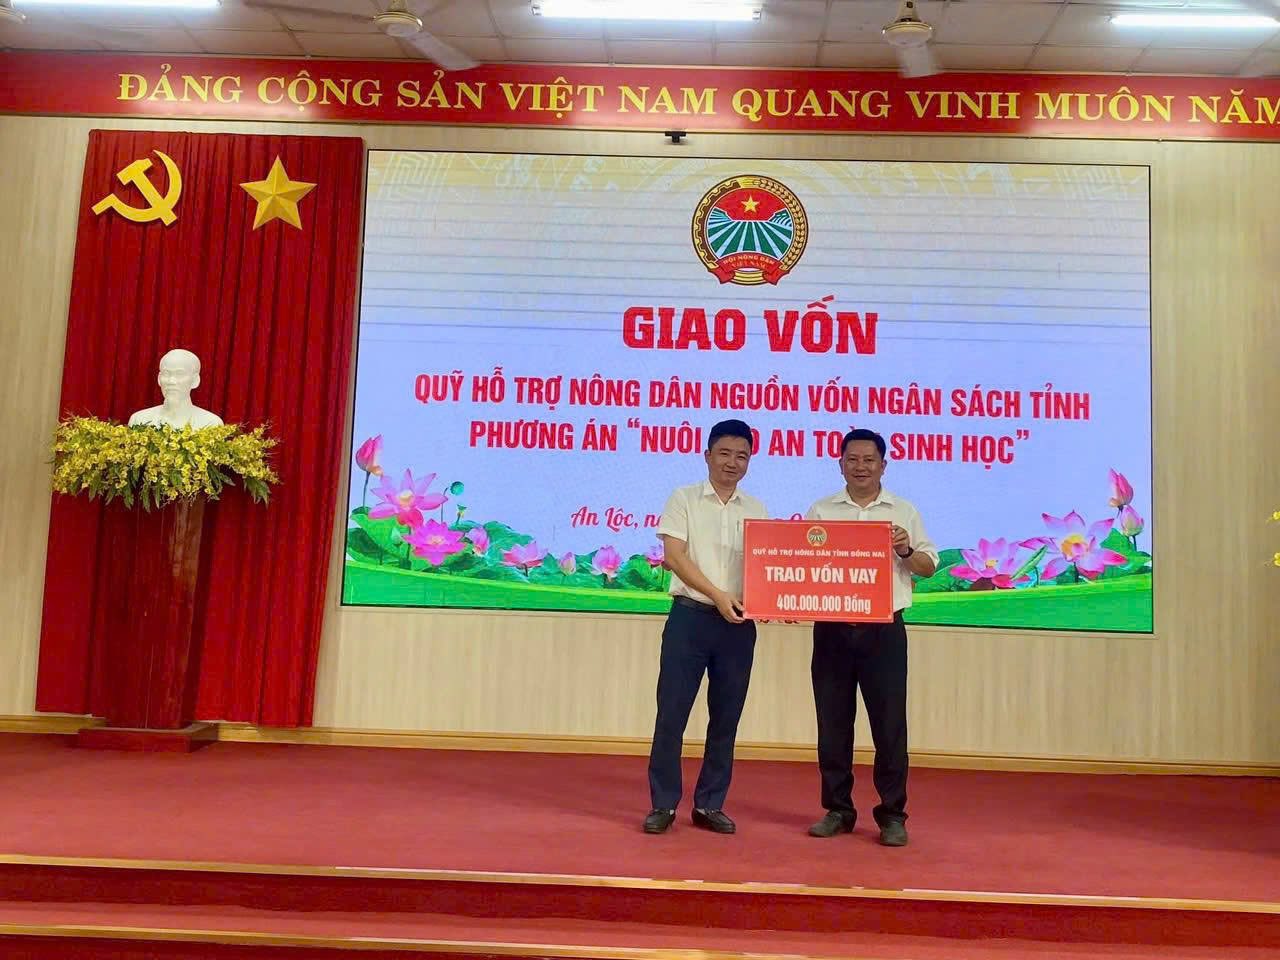 ĐẢNG CỘNG SẢN VIỆT NAM QUANG VINH MUÔN NĂM
HỘI NÔNG DÂN
VIỆT NAM
GIAO VỐN
QUỸ HỖ TRỢ NÔNG DÂN NGUỒN VỐN NGÂN SÁCH TỈNH
PHƯƠNG ÁN “NUÔI AN SINH HỌC”
An Lộc,
QUỸ HỖ TRỢ NÔNG DÂN TỈNH ĐỒNG NAI
TRAO VỐN VAY
400.000.000 Đồng